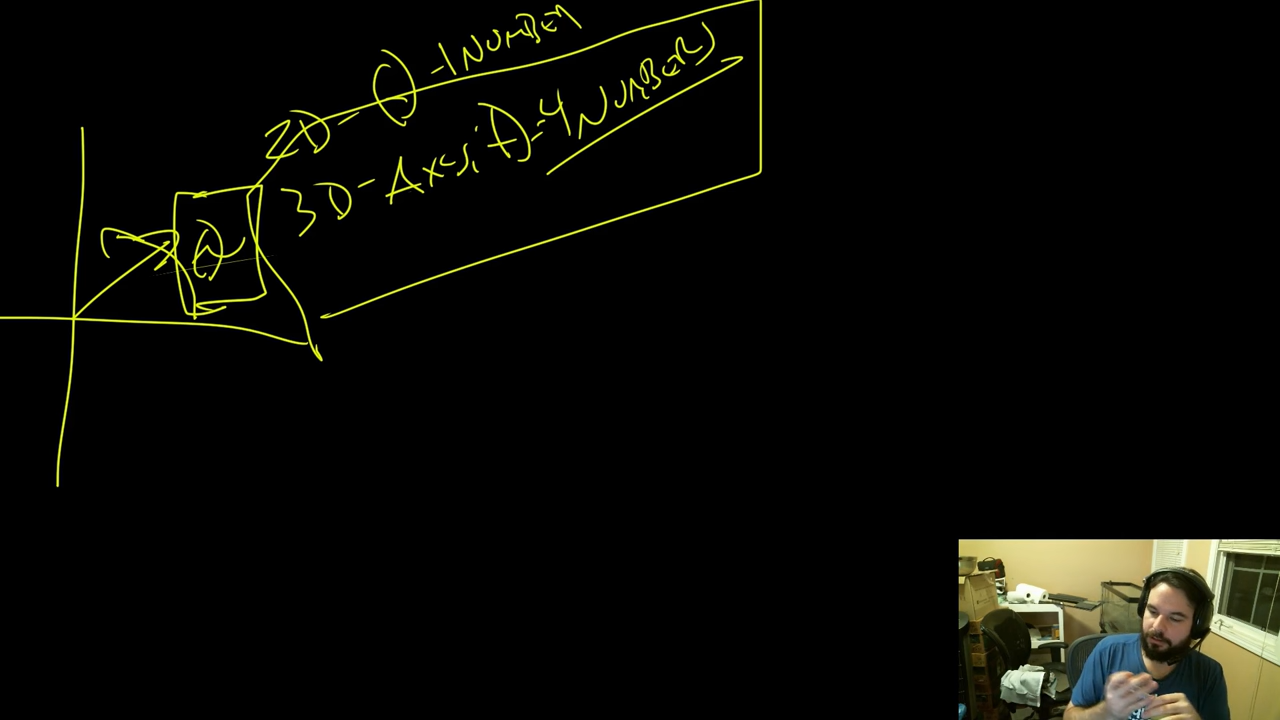 2D - θ - 1 NUMBER
3D - Axis, θ = 4 NUMBERS
θ